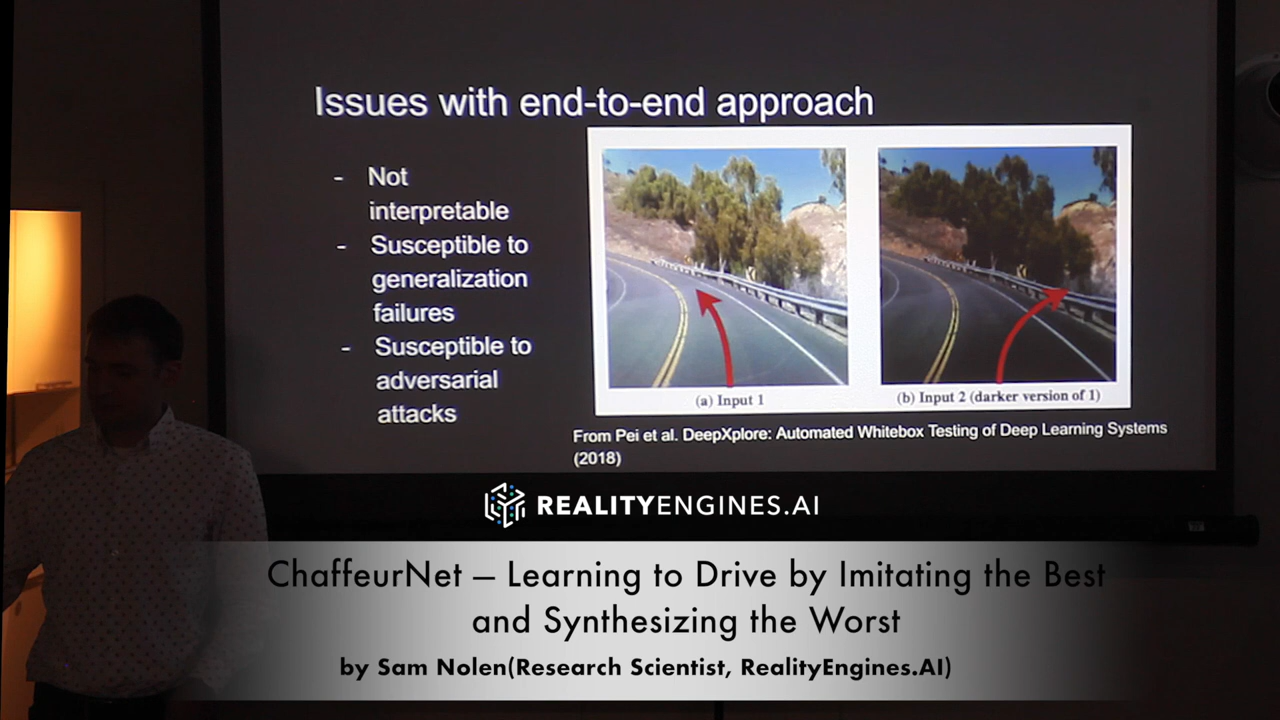 Issues with end-to-end approach
- Not
interpretable
- Susceptible to
generalization
failures
- Susceptible to
adversarial
attacks
(a) Input 1
(b) Input 2 (darker version of 1)
From Pei et al. DeepXplore: Automated Whitebox Testing of Deep Learning Systems
(2018)
REALITYENGINES.AI
ChaffeurNet — Learning to Drive by Imitating the Best
and Synthesizing the Worst
by Sam Nolen(Research Scientist, RealityEngines.AI)